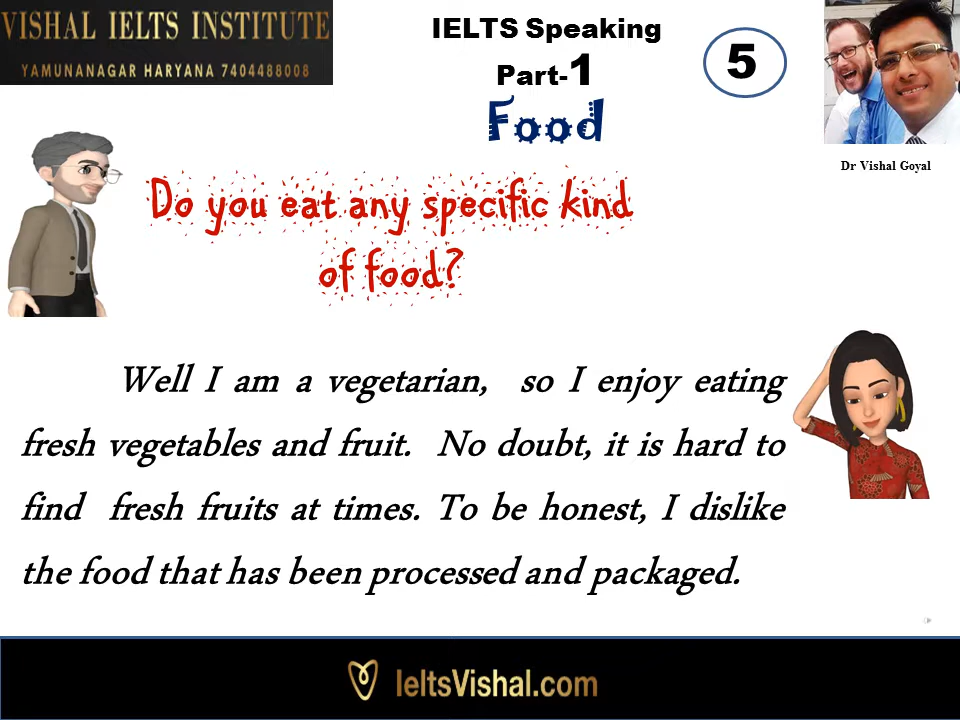 VISHAL IELTS INSTITUTE
YAMUNANAGAR HARYANA 7404488008
IELTS Speaking
Part-1
5
Food
Dr Vishal Goyal
Do you eat any specific kind
of food?
Well I am a vegetarian, so I enjoy eating
fresh vegetables and fruit. No doubt, it is hard to
find fresh fruits at times. To be honest, I dislike
the food that has been processed and packaged.
IeltsVishal.com